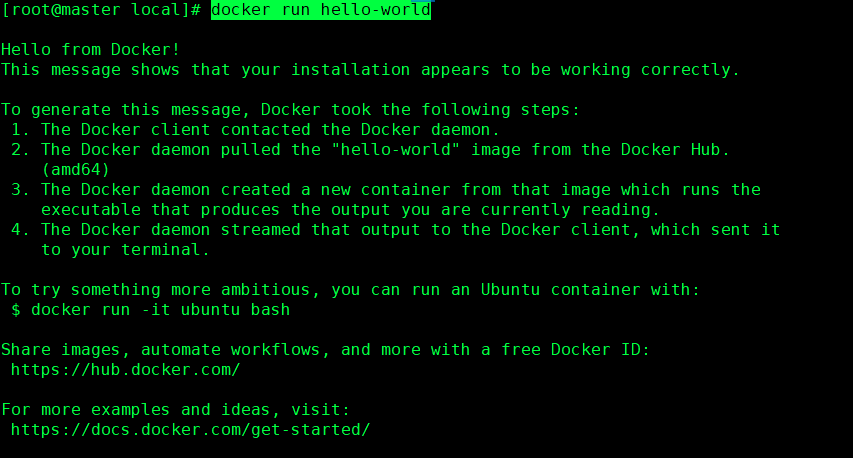 [root@master local]# docker run hello-world
Hello from Docker!
This message shows that your installation appears to be working correctly.
To generate this message, Docker took the following steps:
1. The Docker client contacted the Docker daemon.
2. The Docker daemon pulled the "hello-world" image from the Docker Hub.
(amd64)
3. The Docker daemon created a new container from that image which runs the
executable that produces the output you are currently reading.
4. The Docker daemon streamed that output to the Docker client, which sent it
to your terminal.
To try something more ambitious, you can run an Ubuntu container with:
$ docker run -it ubuntu bash
Share images, automate workflows, and more with a free Docker ID:
https://hub.docker.com/
For more examples and ideas, visit:
https://docs.docker.com/get-started/